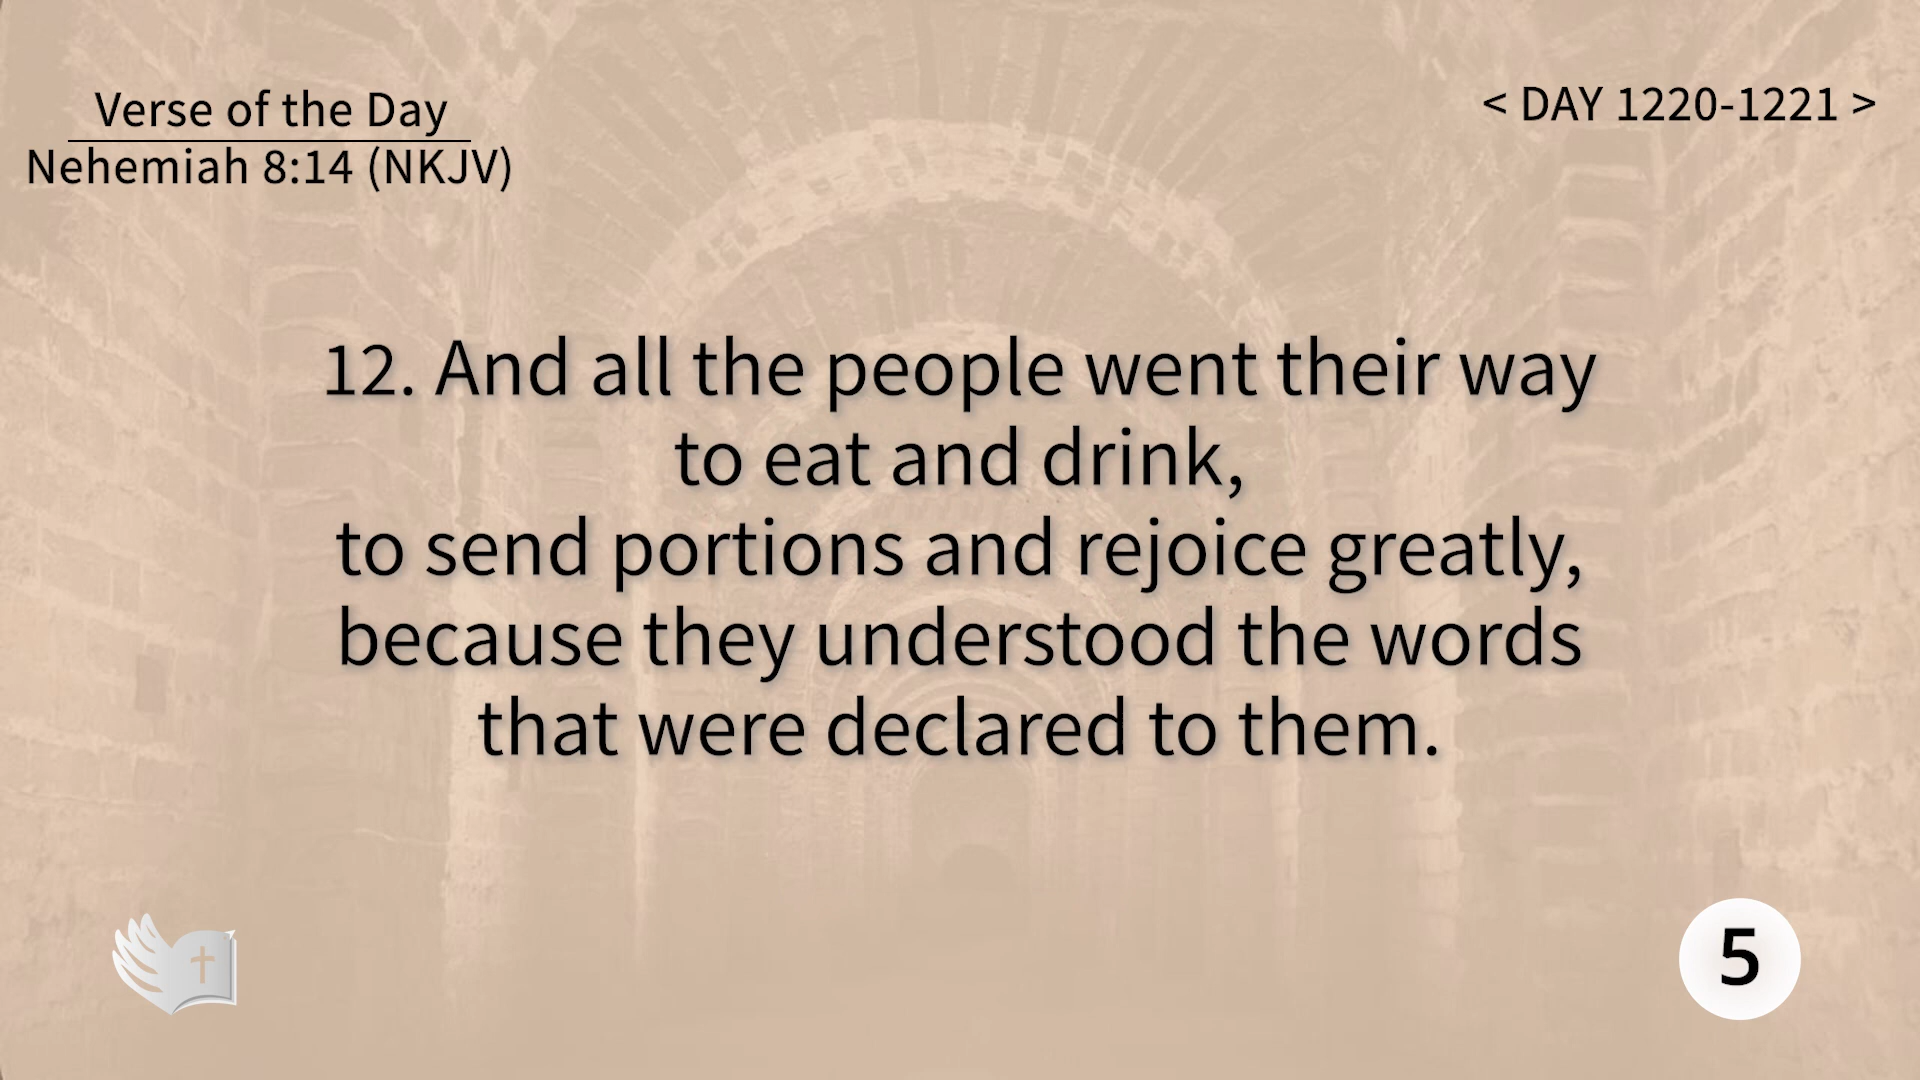 Verse of the Day
Nehemiah 8:14 (NKJV)
< DAY 1220-1221 >
12. And all the people went their way
to eat and drink,
to send portions and rejoice greatly,
because they understood the words
that were declared to them.
5